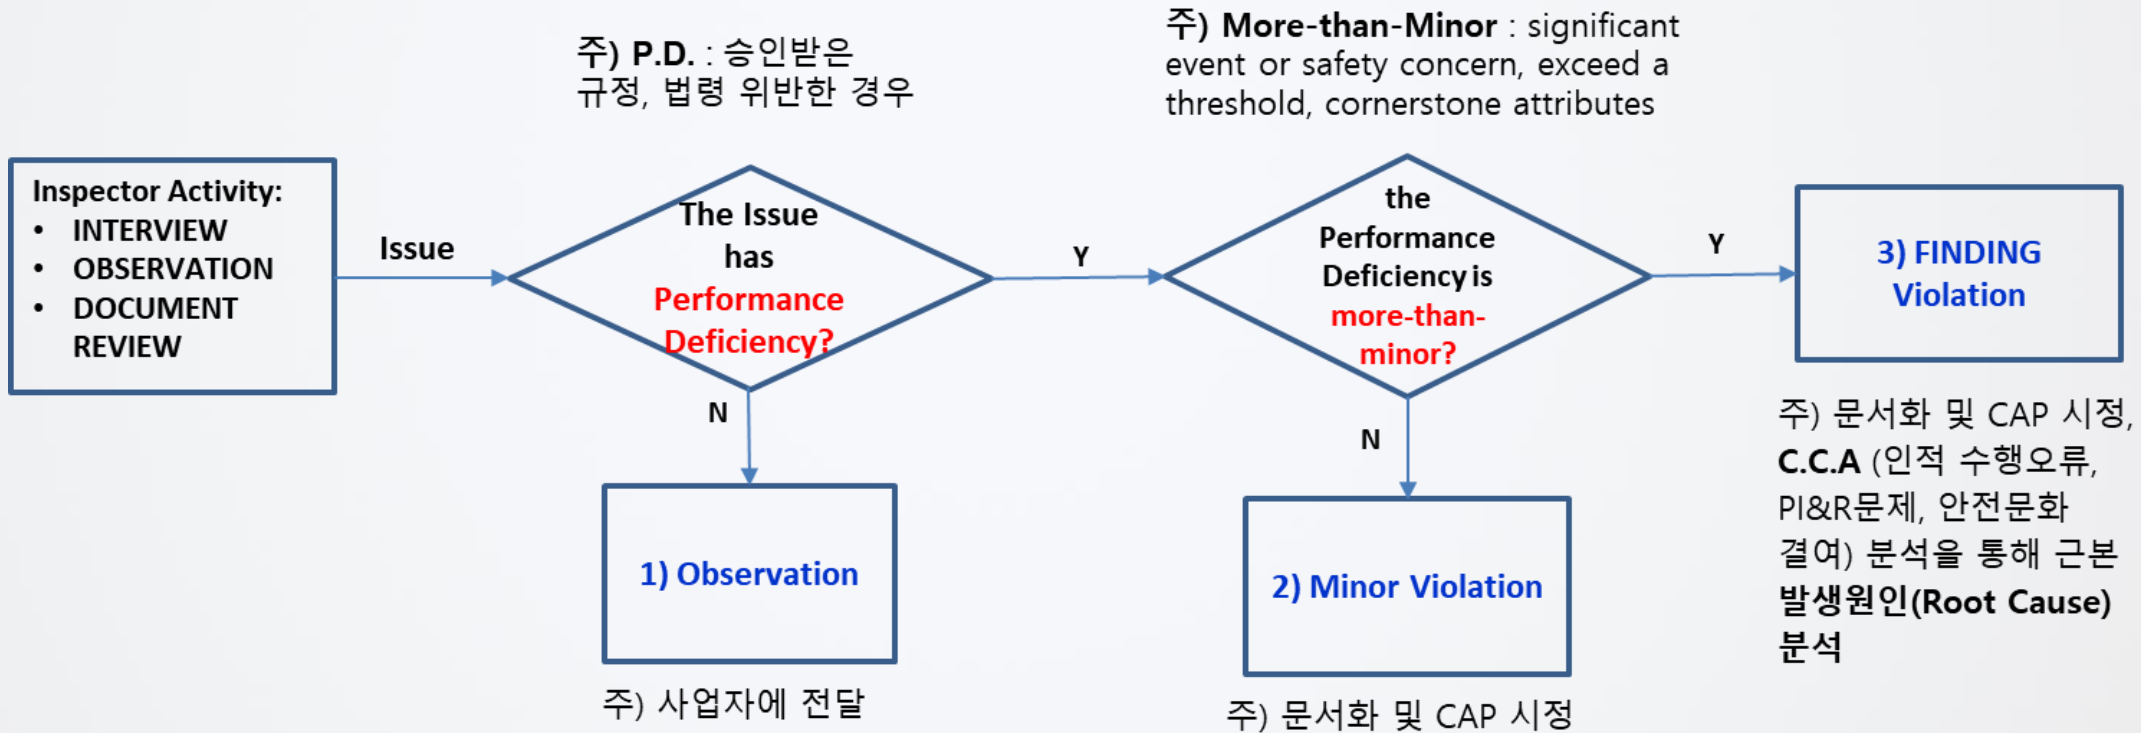 주) P.D. : 승인받은
규정, 법령 위반한 경우
주) More-than-Minor : significant
event or safety concern, exceed a
threshold, cornerstone attributes
Inspector Activity:
• INTERVIEW
• OBSERVATION
• DOCUMENT
REVIEW
Issue
The Issue
has
Performance
Deficiency?
Y
N
the
Performance
Deficiency is
more-than-
minor?
Y
N
3) FINDING
Violation
1) Observation
2) Minor Violation
주) 문서화 및 CAP 시정,
C.C.A (인적 수행오류,
PI&R문제, 안전문화
결여) 분석을 통해 근본
발생원인(Root Cause)
분석
주) 사업자에 전달
주) 문서화 및 CAP 시정